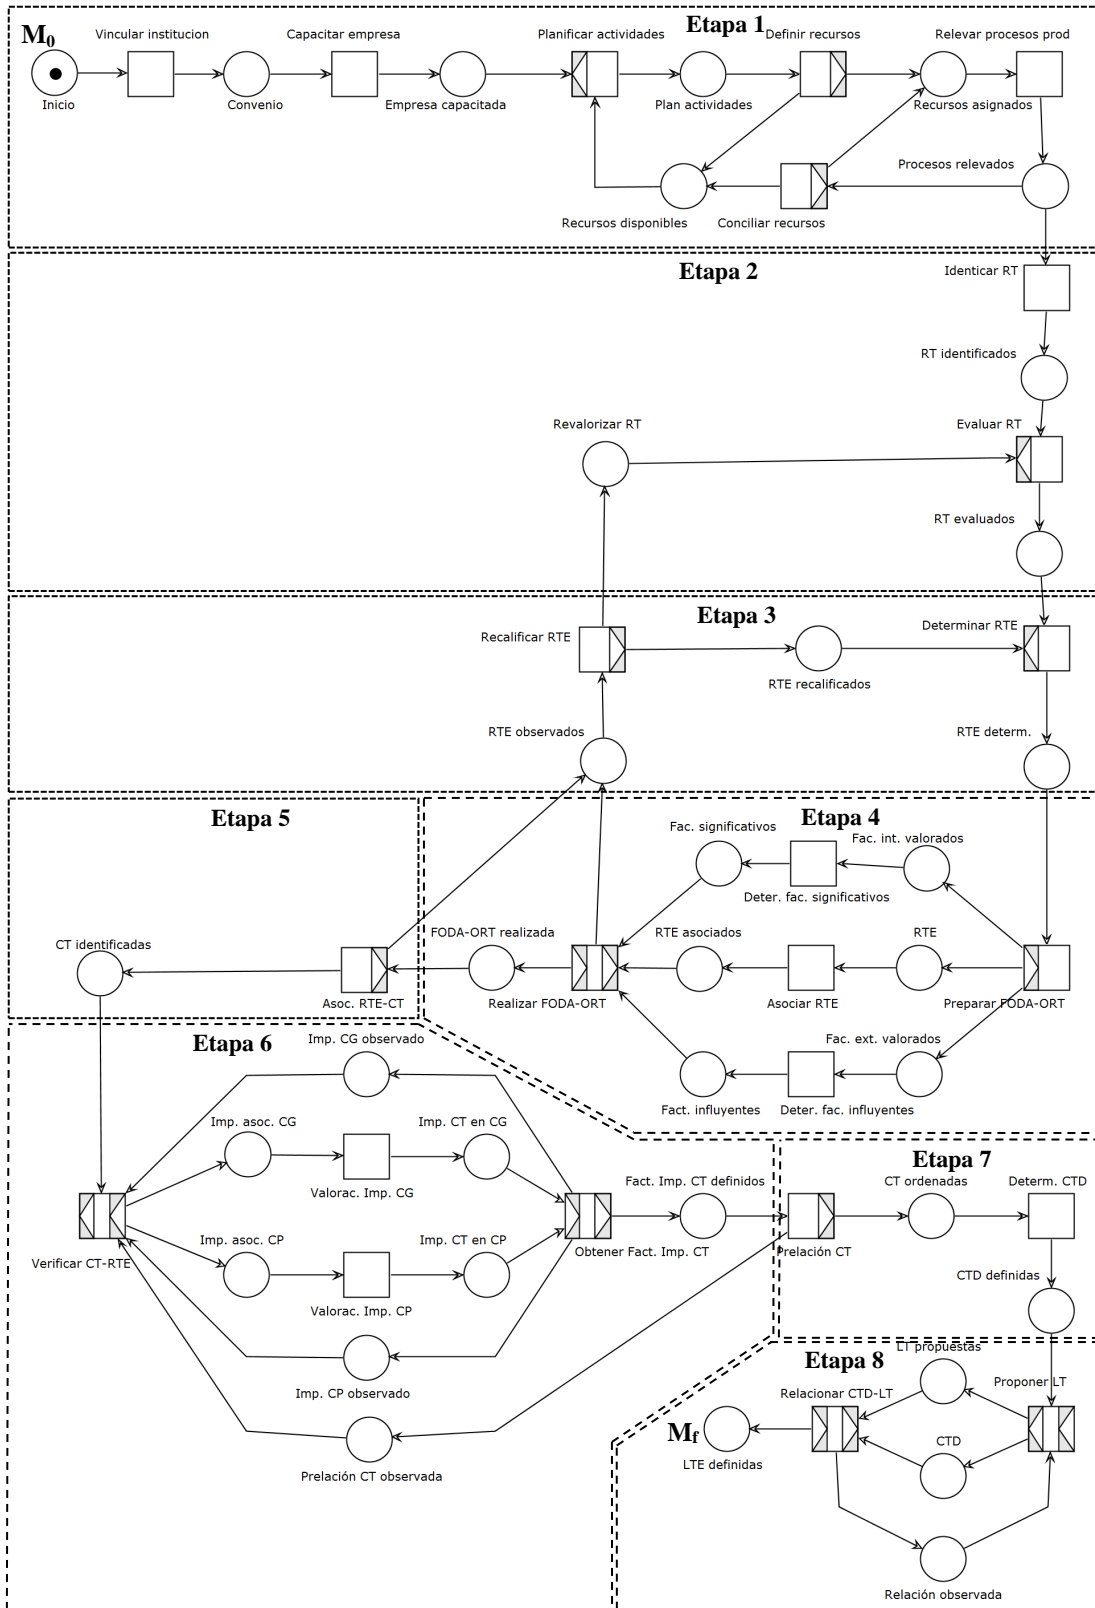 M0
Etapa 1
Vincular institucion
Capacitar empresa
Planificar actividades
Definir recursos
Relevar procesos prod
Inicio
Convenio
Empresa capacitada
Plan actividades
Recursos asignados
Procesos relevados
Recursos disponibles
Conciliar recursos
Etapa 2
Identicar RT
RT identificados
Revalorizar RT
Evaluar RT
RT evaluados
Etapa 3
Recalificar RTE
Determinar RTE
RTE recalificados
RTE observados
RTE determ.
Etapa 5
Etapa 4
Fac. significativos
Fac. int. valorados
Deter. fac. significativos
CT identificadas
FODA-ORT realizada
RTE asociados
RTE
Asoc. RTE-CT
Realizar FODA-ORT
Asociar RTE
Preparar FODA-ORT
Etapa 6
Imp. CG observado
Fac. ext. valorados
Fact. influyentes
Deter. fac. influyentes
Imp. asoc. CG
Imp. CT en CG
Etapa 7
Valorac. Imp. CG
Fact. Imp. CT definidos
CT ordenadas
Determ. CTD
Imp. asoc. CP
Imp. CT en CP
Verificar CT-RTE
Obtener Fact. Imp. CT
Prelación CT
CTD definidas
Valorac. Imp. CP
Etapa 8
LT propuestas
Imp. CP observado
Relacionar CTD-LT
Proponer LT
Mf
CTD
LTE definidas
Prelación CT observada
Relación observada